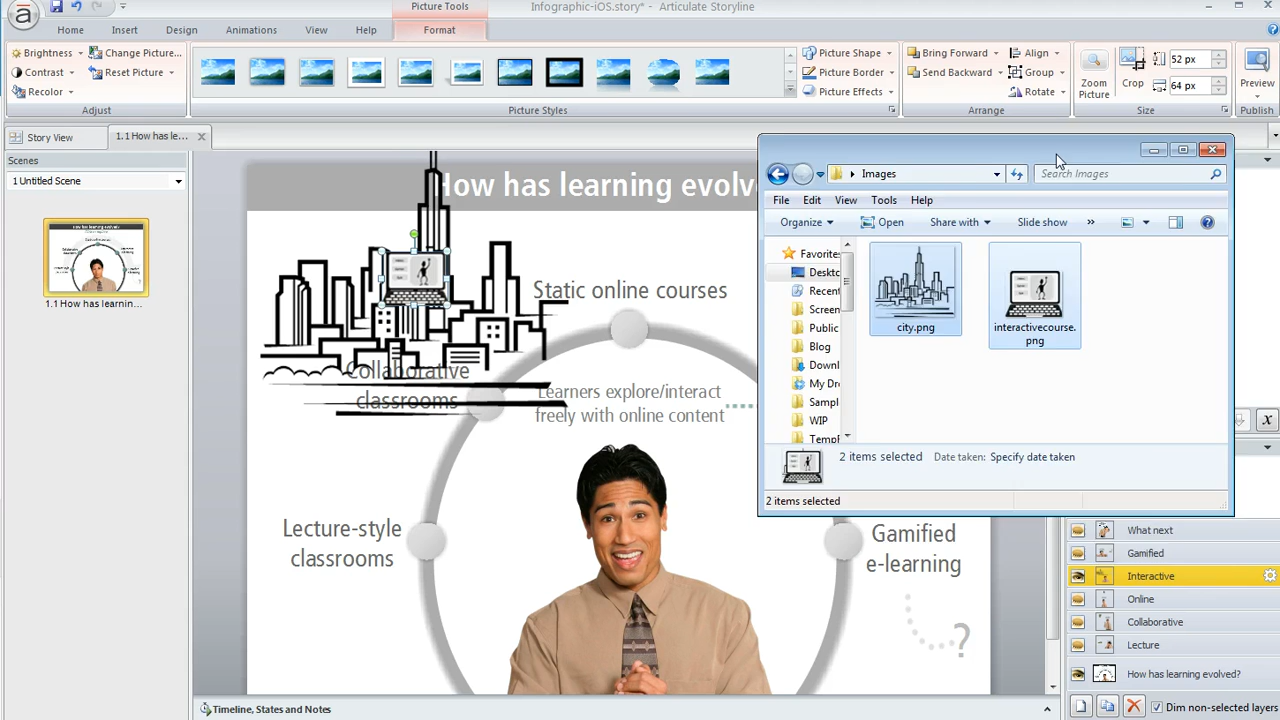 Picture Tools
Infographic-iOS.story* - Articulate Storyline
Home
Insert
Design
Animations
View
Help
Format
Brightness
Change Picture...
Contrast
Reset Picture
Recolor
Adjust
Picture Styles
Picture Shape
Picture Border
Picture Effects
Bring Forward
Send Backward
Align
Group
Rotate
Arrange
Zoom
Picture
Crop
52 px
64 px
Size
Preview
Publish
Story View
1.1 How has le...
Scenes
1 Untitled Scene
1.1 How has learnin...
How has learning evolv
Static online courses
Collaborative
classrooms
Learners explore/interact
freely with online content
Lecture-style
classrooms
Gamified
e-learning
?
Images
Search Images
File
Edit
View
Tools
Help
Organize
Open
Share with
Slide show
»
Favorites
Deskto
Recent
Screen
Public
Blog
Downl
My Dro
Sampl
WIP
Templ
city.png
interactivecourse.
png
2 items selected
Date taken: Specify date taken
2 items selected
x
What next
Gamified
Interactive
Online
Collaborative
Lecture
How has learning evolved?
Dim non-selected layers
Timeline, States and Notes